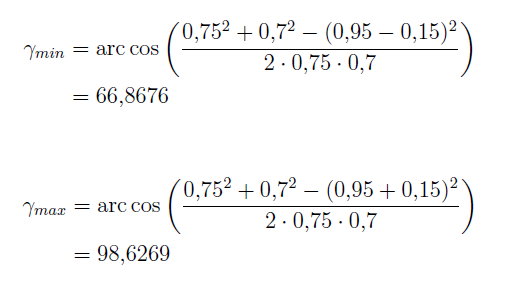 γ_min = arc cos ( (0,75² + 0,7² − (0,95 − 0,15)²) / (2 · 0,75 · 0,7) )
= 66,8676
γ_max = arc cos ( (0,75² + 0,7² − (0,95 + 0,15)²) / (2 · 0,75 · 0,7) )
= 98,6269